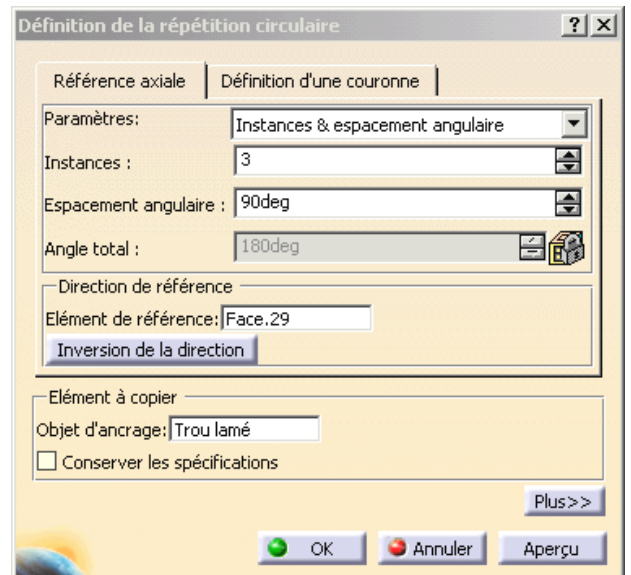 Définition de la répétition circulaire
Référence axiale Définition d'une couronne
Paramètres: Instances & espacement angulaire
Instances : 3
Espacement angulaire : 90deg
Angle total : 180deg
Direction de référence
Elément de référence: Face.29
Inversion de la direction
Elément à copier
Objet d'ancrage: Trou lamé
Conserver les spécifications
Plus>>
OK Annuler Aperçu